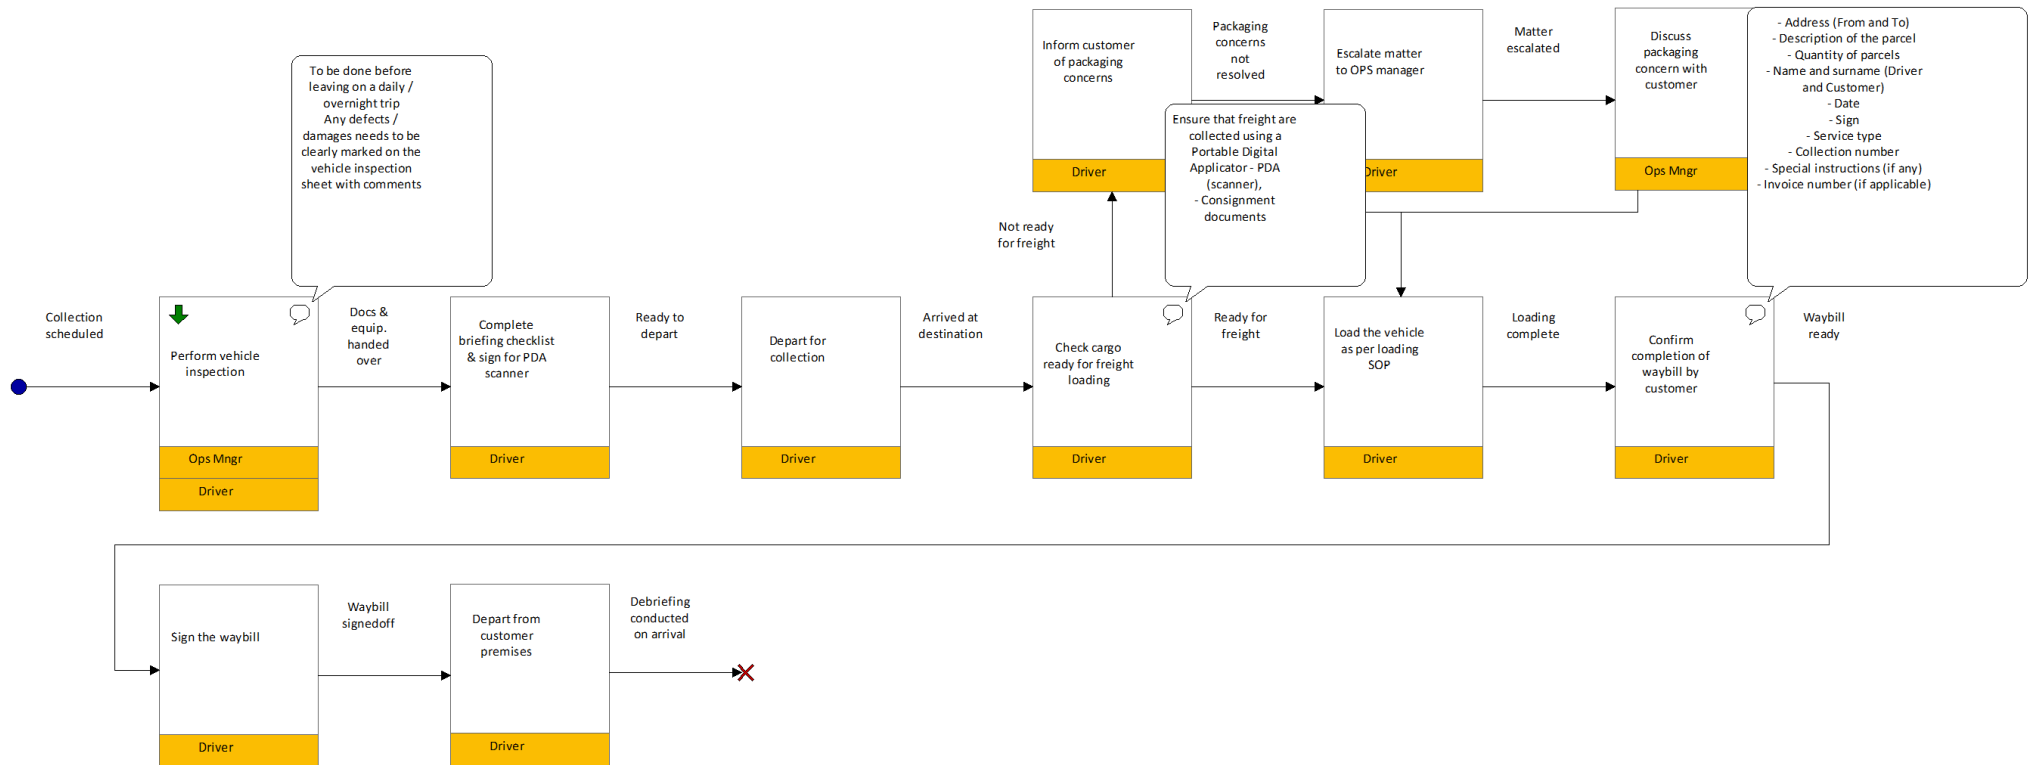 Inform customer
of packaging
concerns
Driver
Packaging
concerns
not
resolved
Escalate matter
to OPS manager
Driver
Matter
escalated
Discuss
packaging
concern with
customer
Ops Mngr
- Address (From and To)
- Description of the parcel
- Quantity of parcels
- Name and surname (Driver
and Customer)
- Date
- Sign
- Service type
- Collection number
- Special instructions (if any)
- Invoice number (if applicable)
To be done before
leaving on a daily /
overnight trip
Any defects /
damages needs to be
clearly marked on the
vehicle inspection
sheet with comments
Ensure that freight are
collected using a
Portable Digital
Applicator - PDA
(scanner),
- Consignment
documents
Not ready
for freight
Collection
scheduled
Perform vehicle
inspection
Ops Mngr
Driver
Docs &
equip.
handed
over
Complete
briefing checklist
& sign for PDA
scanner
Driver
Ready to
depart
Depart for
collection
Driver
Arrived at
destination
Check cargo
ready for freight
loading
Driver
Ready for
freight
Load the vehicle
as per loading
SOP
Driver
Loading
complete
Confirm
completion of
waybill by
customer
Driver
Waybill
ready
Sign the waybill
Driver
Waybill
signedoff
Depart from
customer
premises
Driver
Debriefing
conducted
on arrival